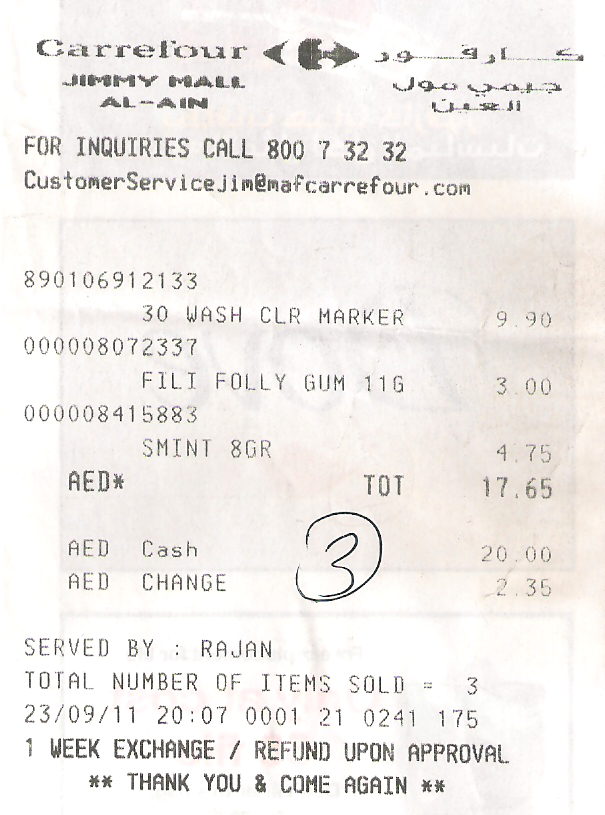 Carrefour كارفور
JIMMY MALL جيمي مول
AL-AIN العين
FOR INQUIRIES CALL 800 7 32 32
CustomerServicejim@mafcarrefour.com
890106912133
30 WASH CLR MARKER 9.90
000008072337
FILI FOLLY GUM 11G 3.00
000008415883
SMINT 8GR 4.75
AED* TOT 17.65
AED Cash 20.00
3
AED CHANGE 2.35
SERVED BY : RAJAN
TOTAL NUMBER OF ITEMS SOLD = 3
23/09/11 20:07 0001 21 0241 175
1 WEEK EXCHANGE / REFUND UPON APPROVAL
** THANK YOU & COME AGAIN **